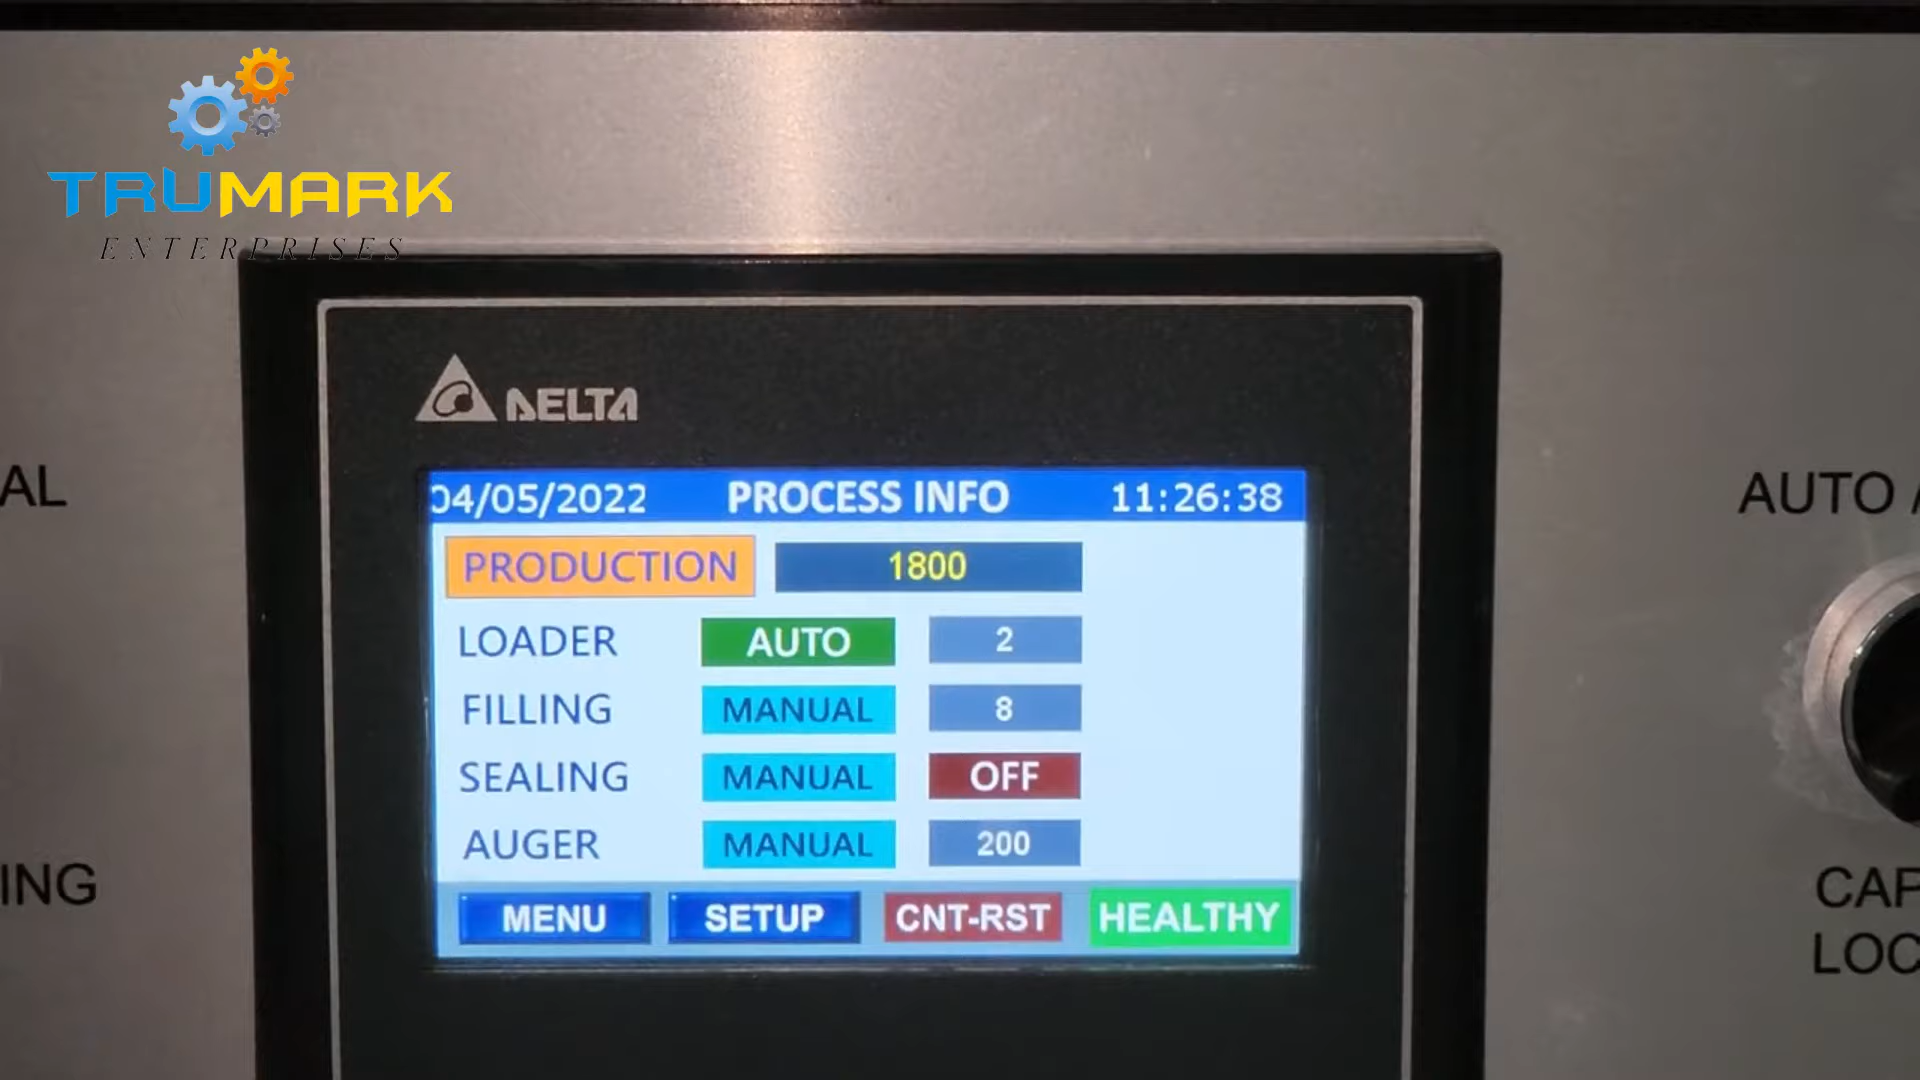 TRUMARK
ENTERPRISES
DELTA
04/05/2022 PROCESS INFO 11:26:38
PRODUCTION 1800
LOADER AUTO 2
FILLING MANUAL 8
SEALING MANUAL OFF
AUGER MANUAL 200
MENU SETUP CNT-RST HEALTHY
AL
ING
AUTO
CAP
LOC